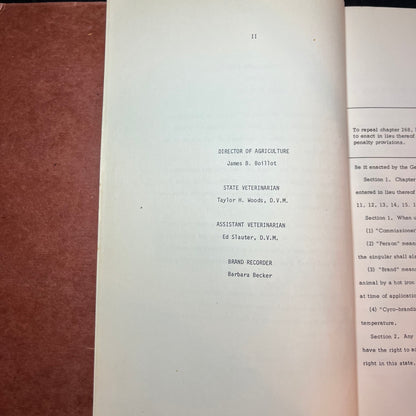 II
DIRECTOR OF AGRICULTURE
James B. Boillot
STATE VETERINARIAN
Taylor H. Woods, D.V.M.
ASSISTANT VETERINARIAN
Ed Slauter, D.V.M.
BRAND RECORDER
Barbara Becker
To repeal chapter 268,
to enact in lieu thereof
penalty provisions.
Be it enacted by the Ge
Section 1. Chapter
entered in lieu thereof
11, 12, 13, 14, 15, 1
Section 1. When u
(1) "Commissioner
(2) "Person" mean
the singular shall als
(3) "Brand" mean
animal by a hot iron
at time of application
(4) "Cyro-brandi
temperature.
Section 2. Any
have the right to a
right in this state.